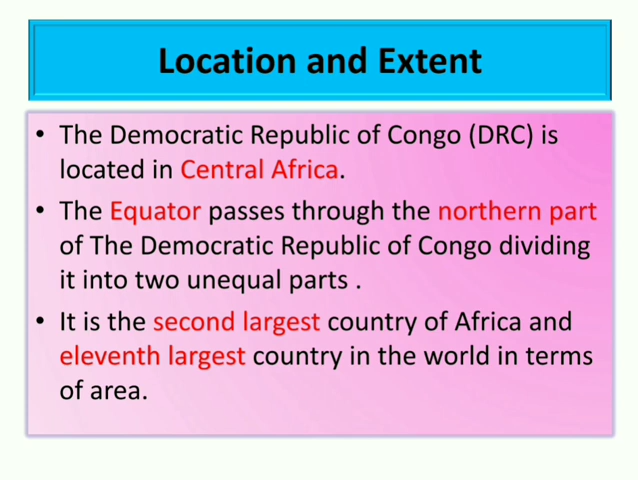 Location and Extent
• The Democratic Republic of Congo (DRC) is
located in Central Africa.
• The Equator passes through the northern part
of The Democratic Republic of Congo dividing
it into two unequal parts .
• It is the second largest country of Africa and
eleventh largest country in the world in terms
of area.